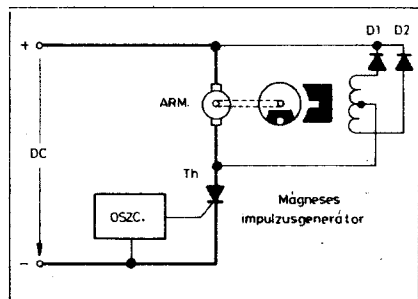 D1 D2
+
ARM.
DC
Th
OSZC.
Mágneses
impulzusgenerátor
-